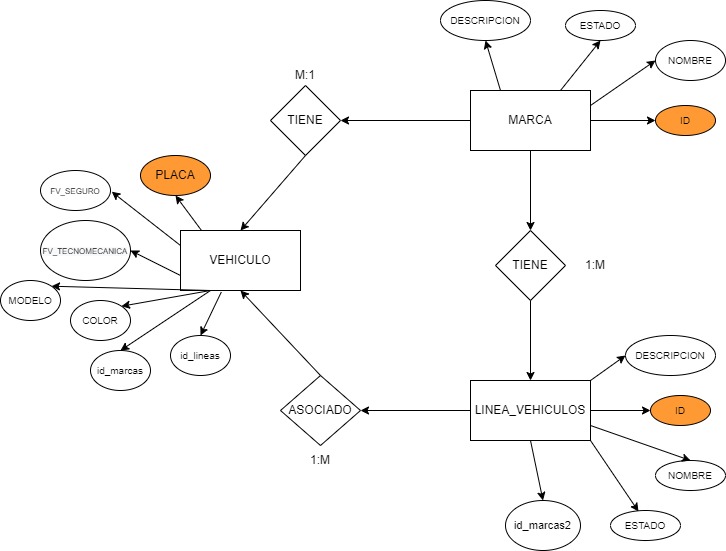 DESCRIPCION
ESTADO
NOMBRE
M:1
TIENE
MARCA
ID
PLACA
FV_SEGURO
FV_TECNOMECANICA
VEHICULO
TIENE
1:M
MODELO
COLOR
id_marcas
id_lineas
DESCRIPCION
ASOCIADO
LINEA_VEHICULOS
ID
1:M
NOMBRE
id_marcas2
ESTADO